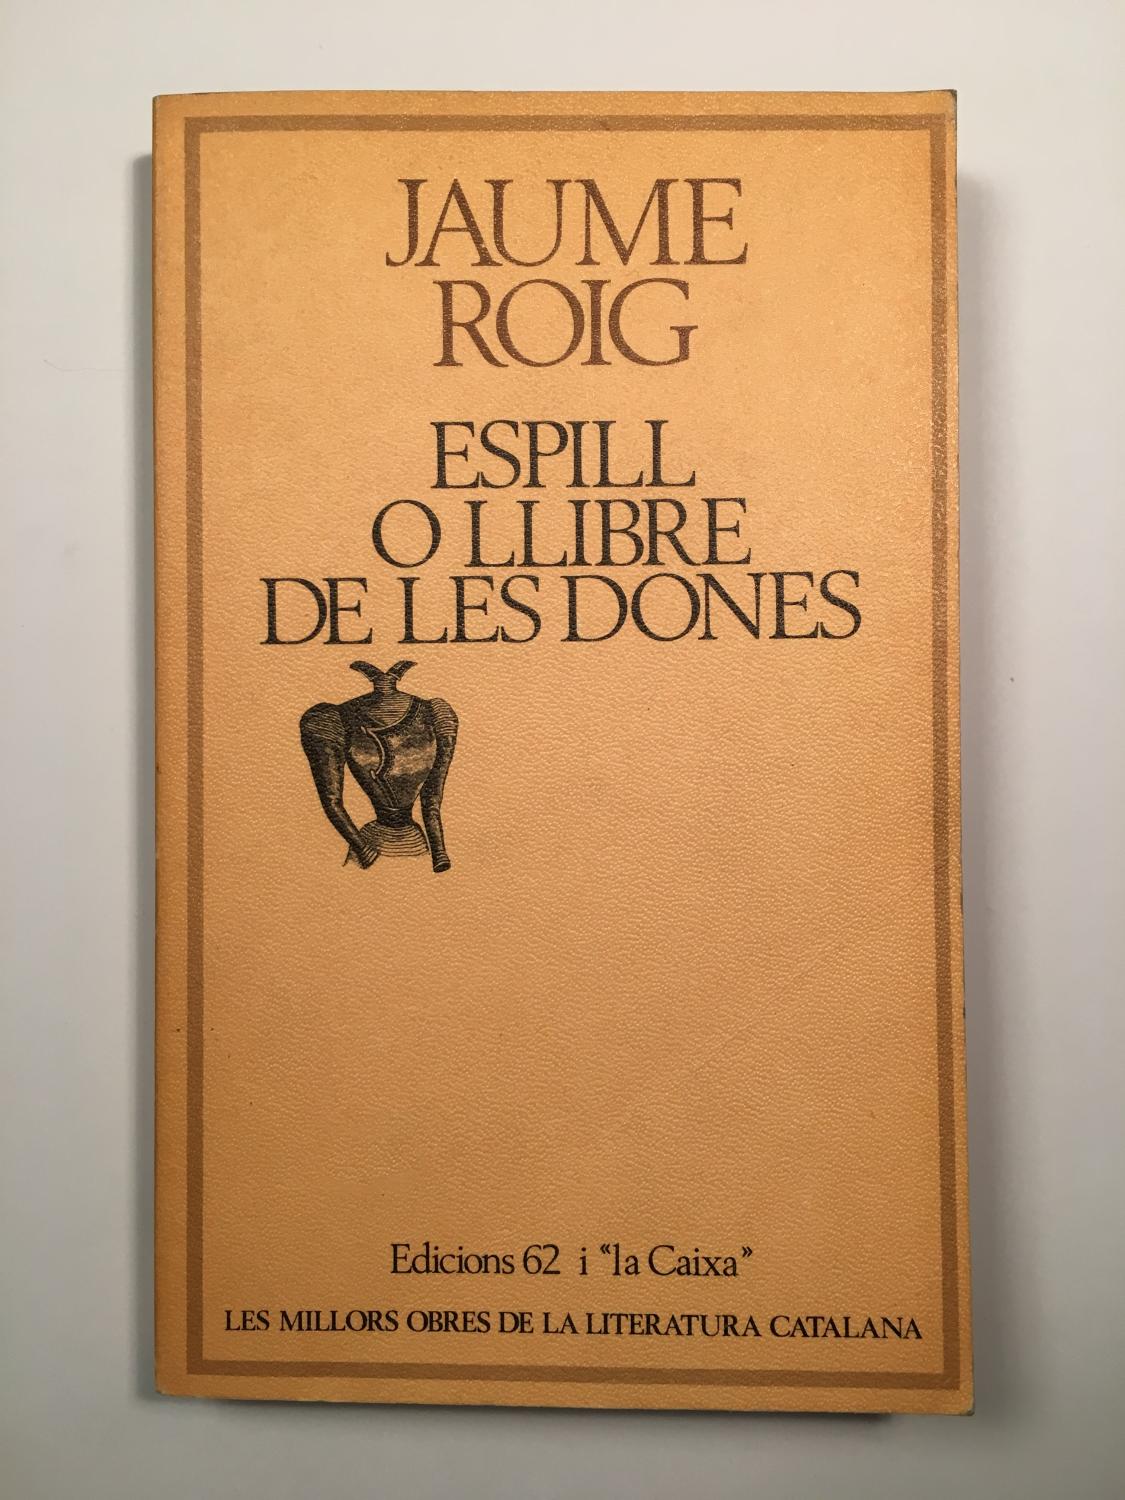 JAUME
ROIG
ESPILL
O LLIBRE
DE LES DONES
Edicions 62 i “la Caixa”
LES MILLORS OBRES DE LA LITERATURA CATALANA